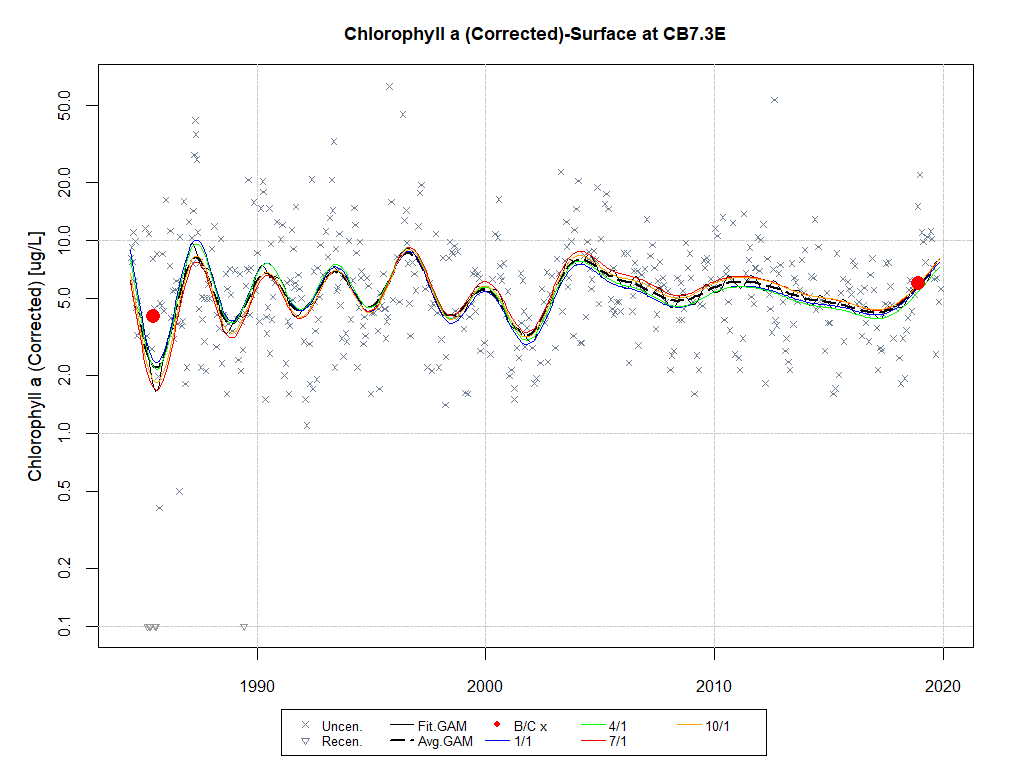 Chlorophyll a (Corrected)-Surface at CB7.3E
Chlorophyll a (Corrected) [ug/L]
50.0
20.0
10.0
5.0
2.0
1.0
0.5
0.2
0.1
1990 2000 2010 2020
Uncen. Fit.GAM B/C x 4/1 10/1
Recen. Avg.GAM 1/1 7/1